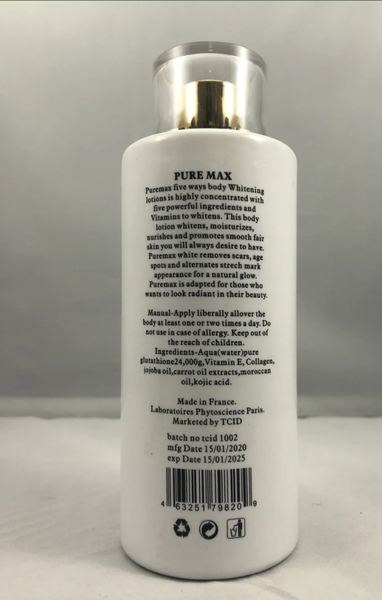 PURE MAX
Puremax five ways body Whitening
lotions is highly concentrated with
five powerful ingredients and
Vitamins to whitens. This body
lotion whitens, moisturizes,
nurishes and promotes smooth fair
skin you will always desire to have.
Puremax white removes scars, age
spots and alternates strech mark
appearance for a natural glow.
Puremax is adapted for those who
wants to look radiant in their beauty.
Manual-Apply liberally allover the
body at least one or two times a day. Do
not use in case of allergy. Keep out of
the reach of children.
Ingredients-Aqua(water)pure
glutathione24,000g,Vitamin E, Collagen,
jojoba oil,carrot oil extracts,moroccan
oil,kojic acid.
Made in France.
Laboratoires Phytoscience Paris.
Marketed by TCID
batch no tcid 1002
mfg Date 15/01/2020
exp Date 15/01/2025
4 63251 79820 9